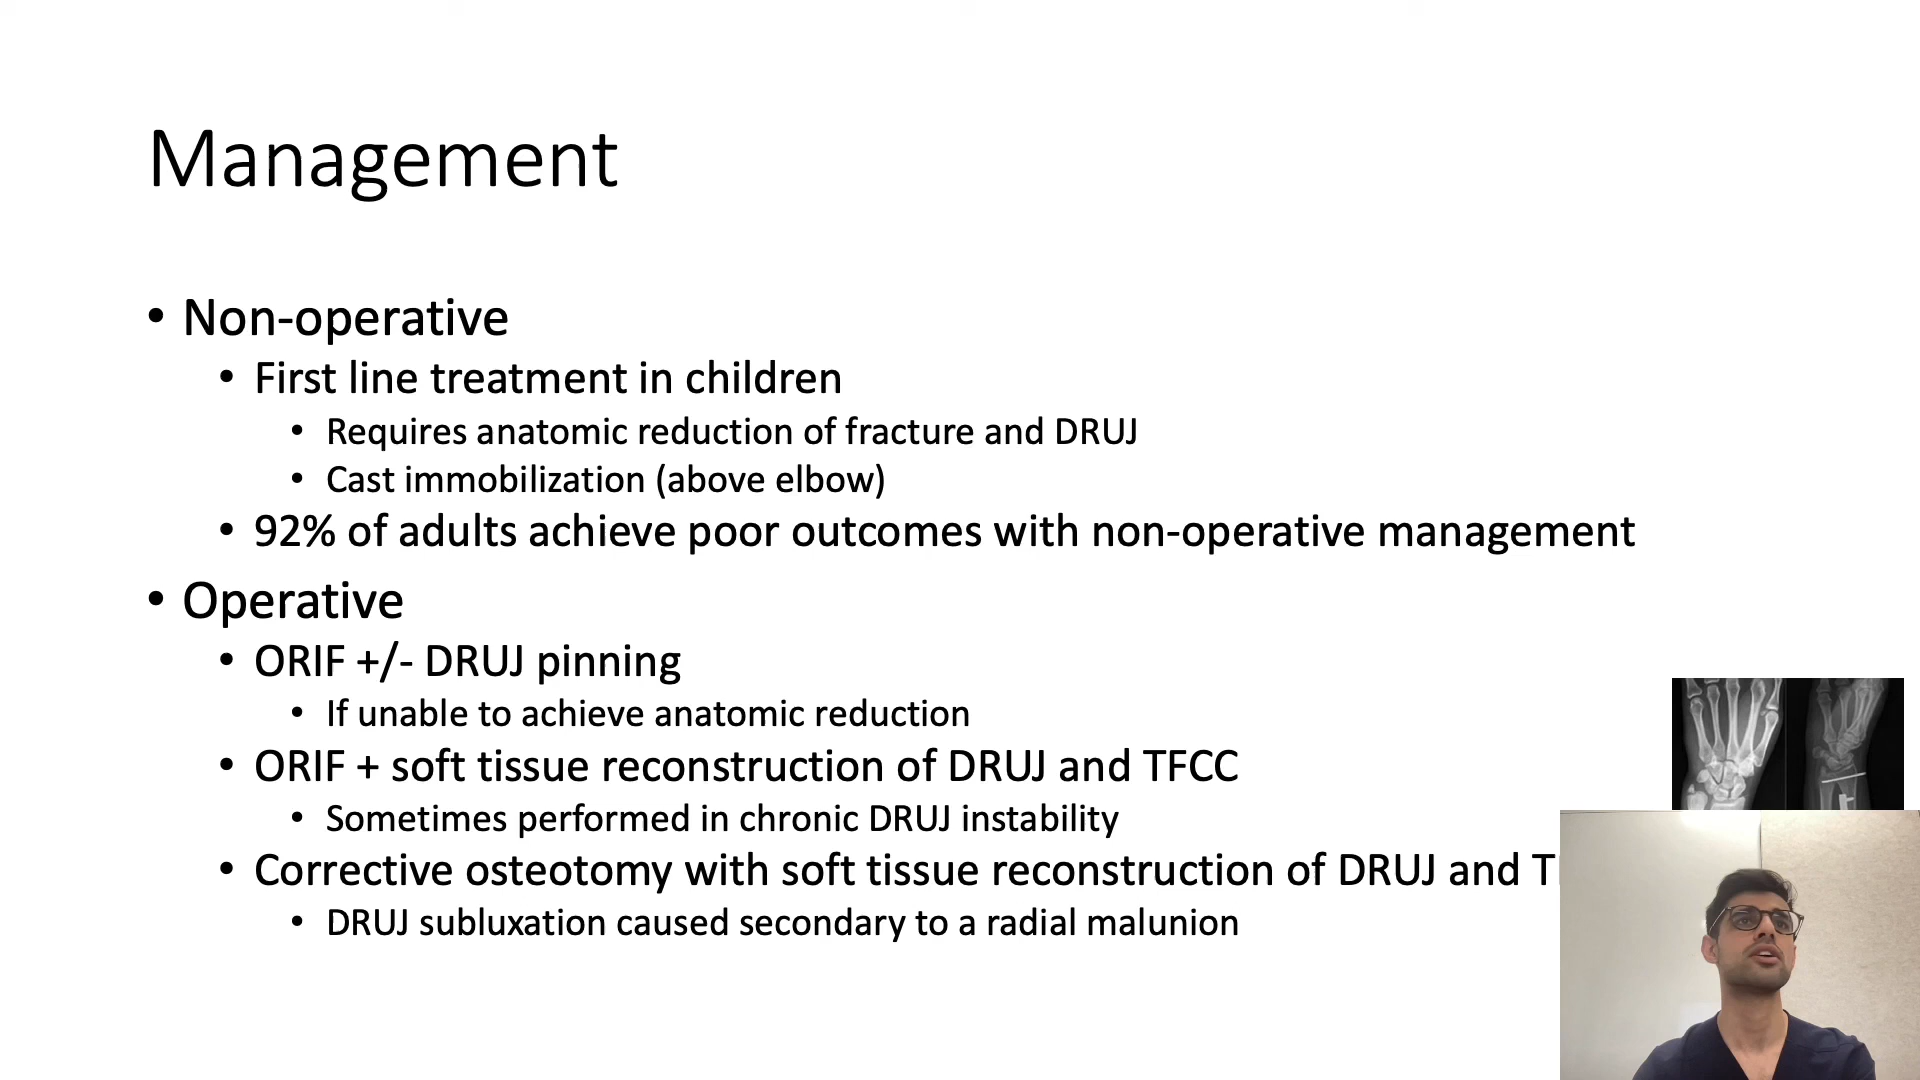 Management
• Non-operative
• First line treatment in children
• Requires anatomic reduction of fracture and DRUJ
• Cast immobilization (above elbow)
• 92% of adults achieve poor outcomes with non-operative management
• Operative
• ORIF +/- DRUJ pinning
• If unable to achieve anatomic reduction
• ORIF + soft tissue reconstruction of DRUJ and TFCC
• Sometimes performed in chronic DRUJ instability
• Corrective osteotomy with soft tissue reconstruction of DRUJ and
• DRUJ subluxation caused secondary to a radial malunion